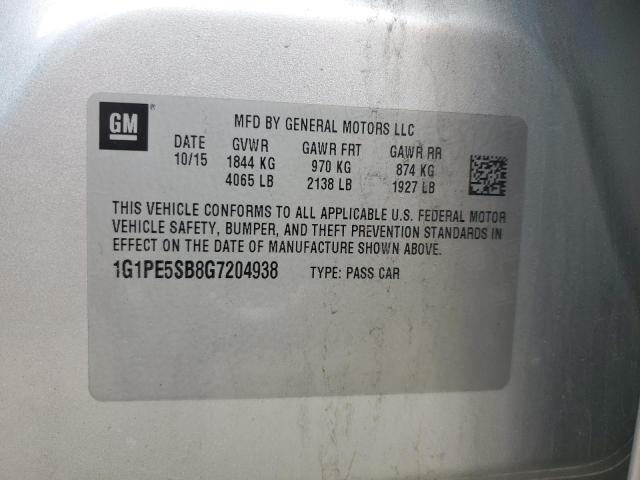 GM®
MFD BY GENERAL MOTORS LLC
DATE GVWR GAWR FRT GAWR RR
10/15 1844 KG 970 KG 874 KG
4065 LB 2138 LB 1927 LB
THIS VEHICLE CONFORMS TO ALL APPLICABLE U.S. FEDERAL MOTOR
VEHICLE SAFETY, BUMPER, AND THEFT PREVENTION STANDARDS IN
EFFECT ON THE DATE OF MANUFACTURE SHOWN ABOVE.
1G1PE5SB8G7204938 TYPE: PASS CAR